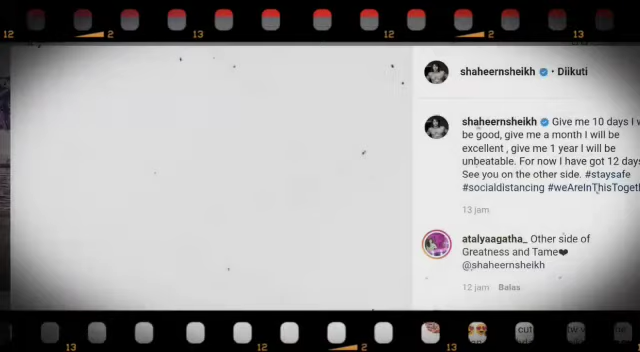 12 2 13 12 2 13
shaheernsheikh • Diikuti
shaheernsheikh Give me 10 days I
be good, give me a month I will be
excellent , give me 1 year I will be
unbeatable. For now I have got 12 days
See you on the other side. #staysafe
#socialdistancing #weAreInThisTogeth
13 jam
atalyaagatha_ Other side of
Greatness and Tame❤
@shaheernsheikh
12 jam Balas
13 12 2 13